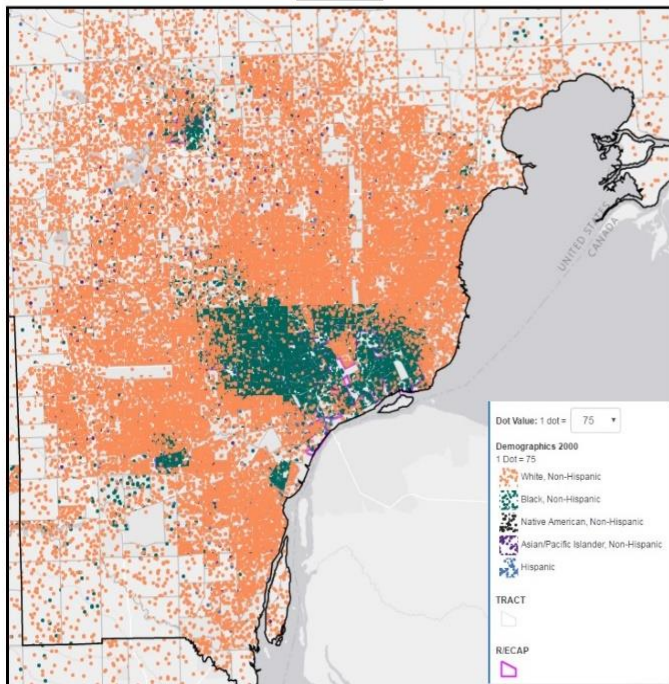 UNITED STATES
CANADA
Dot Value: 1 dot = 75
Demographics 2000
1 Dot = 75
White, Non-Hispanic
Black, Non-Hispanic
Native American, Non-Hispanic
Asian/Pacific Islander, Non-Hispanic
Hispanic
TRACT
R/ECAP